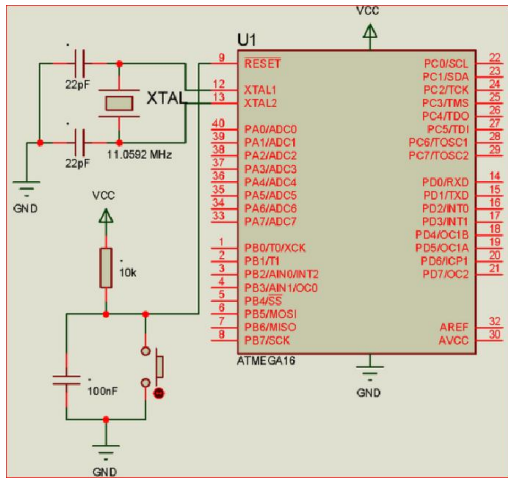 VCC
U1
22pF
XTAL
22pF
11.0592 MHz
GND
VCC
10k
100nF
GND
9 RESET
12 XTAL1
13 XTAL2
40 PA0/ADC0
39 PA1/ADC1
38 PA2/ADC2
37 PA3/ADC3
36 PA4/ADC4
35 PA5/ADC5
34 PA6/ADC6
33 PA7/ADC7
1 PB0/T0/XCK
2 PB1/T1
3 PB2/AIN0/INT2
4 PB3/AIN1/OC0
5 PB4/SS
6 PB5/MOSI
7 PB6/MISO
8 PB7/SCK
PC0/SCL 22
PC1/SDA 23
PC2/TCK 24
PC3/TMS 25
PC4/TDO 26
PC5/TDI 27
PC6/TOSC1 28
PC7/TOSC2 29
PD0/RXD 14
PD1/TXD 15
PD2/INT0 16
PD3/INT1 17
PD4/OC1B 18
PD5/OC1A 19
PD6/ICP1 20
PD7/OC2 21
AREF 32
AVCC 30
ATMEGA16
GND